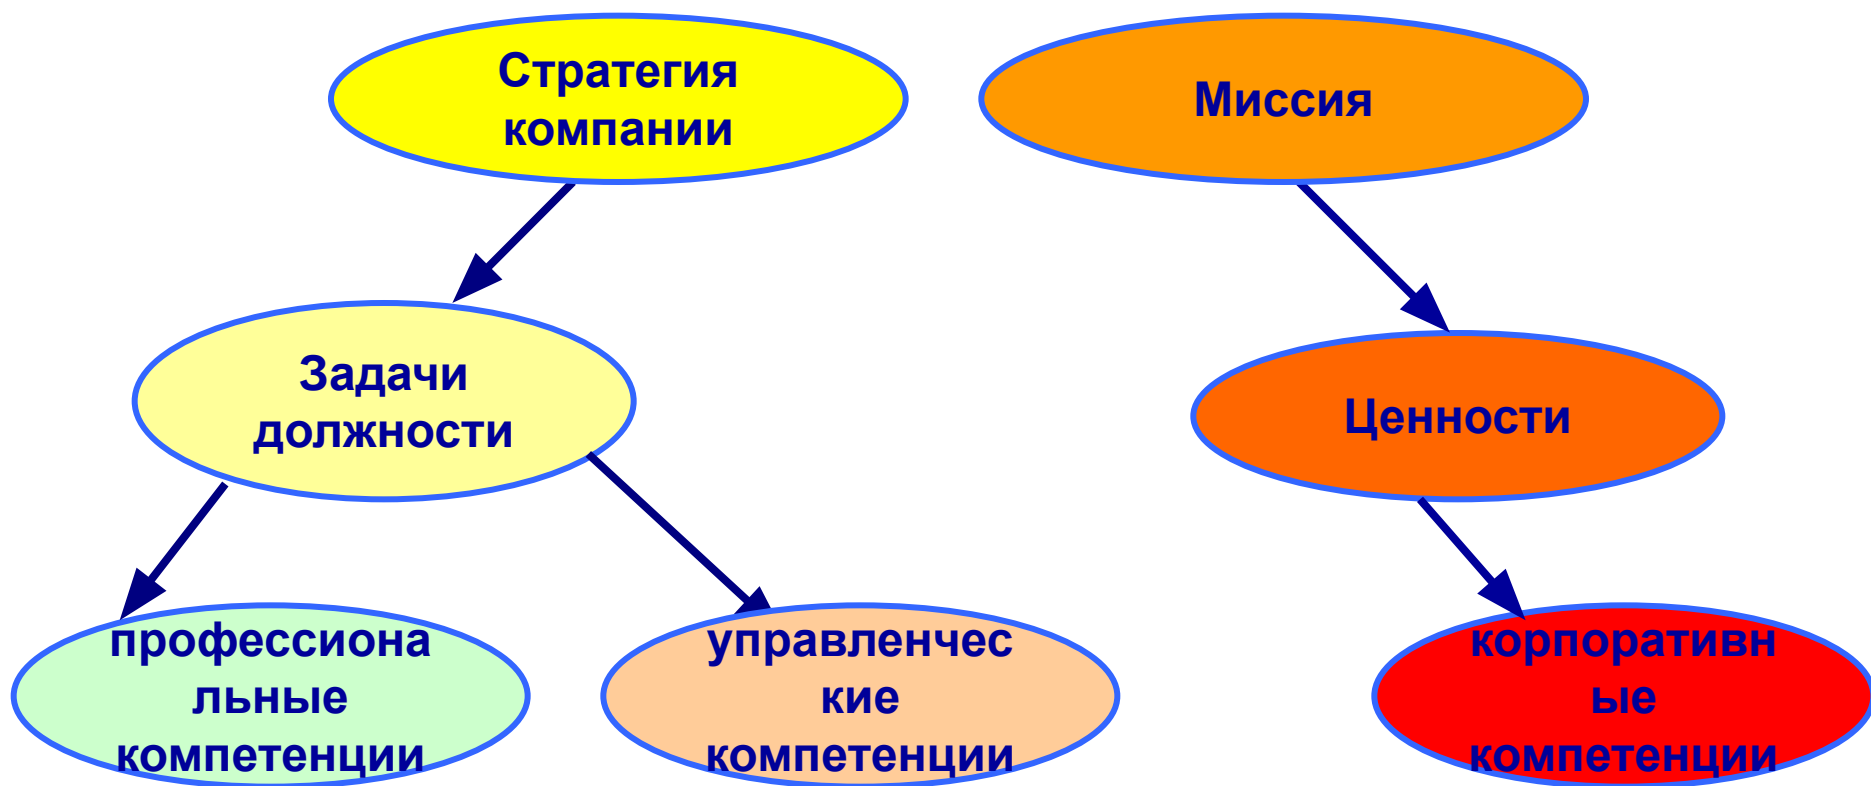 Стратегия
компании
Миссия
Задачи
должности
Ценности
профессиона
льные
компетенции
управленчес
кие
компетенции
корпоративн
ые
компетенции